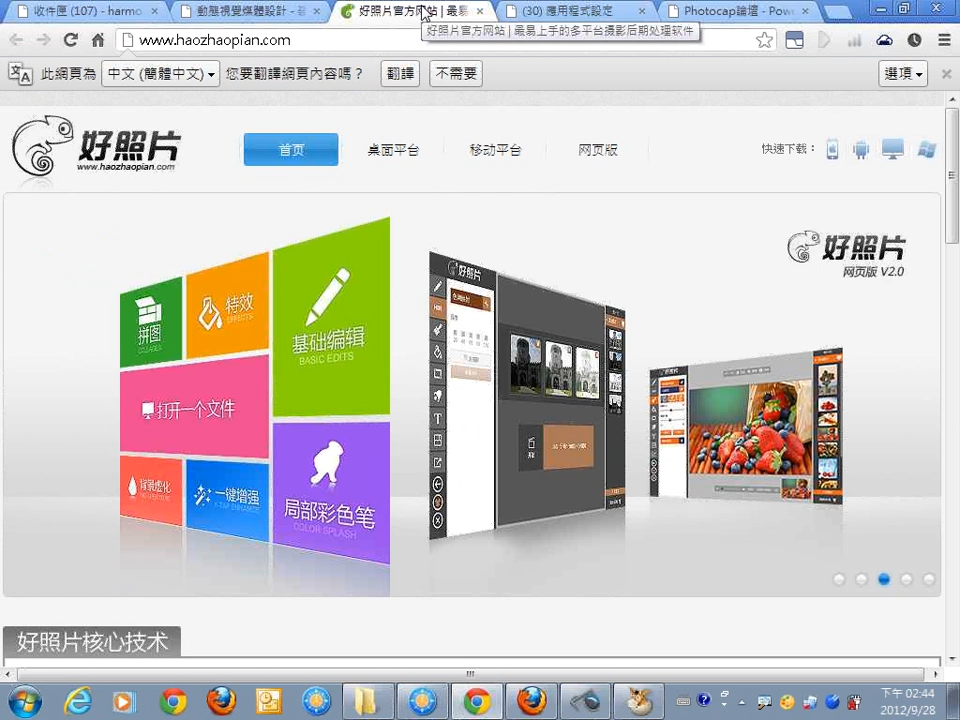 收件匣 (107) - harmo
動態視覺媒體設計 -
好照片官方网站 | 最易
(30) 應用程式設定
Photocap論壇 - Pow
www.haozhaopian.com
好照片官方网站 | 最易上手的多平台摄影后期处理软件
此網頁為 中文 (簡體中文) 您要翻譯網頁內容嗎？ 翻譯 不需要 選項
好照片
www.haozhaopian.com
首页 桌面平台 移动平台 网页版 快速下载：
好照片
网页版 V2.0
拼图
COLLAGES
特效
EFFECTS
基础编辑
BASIC EDITS
打开一个文件
背景虚化
一键增强
局部彩色笔
COLOR SPLASH
好照片
好照片核心技术
下午 02:44
2012/9/28